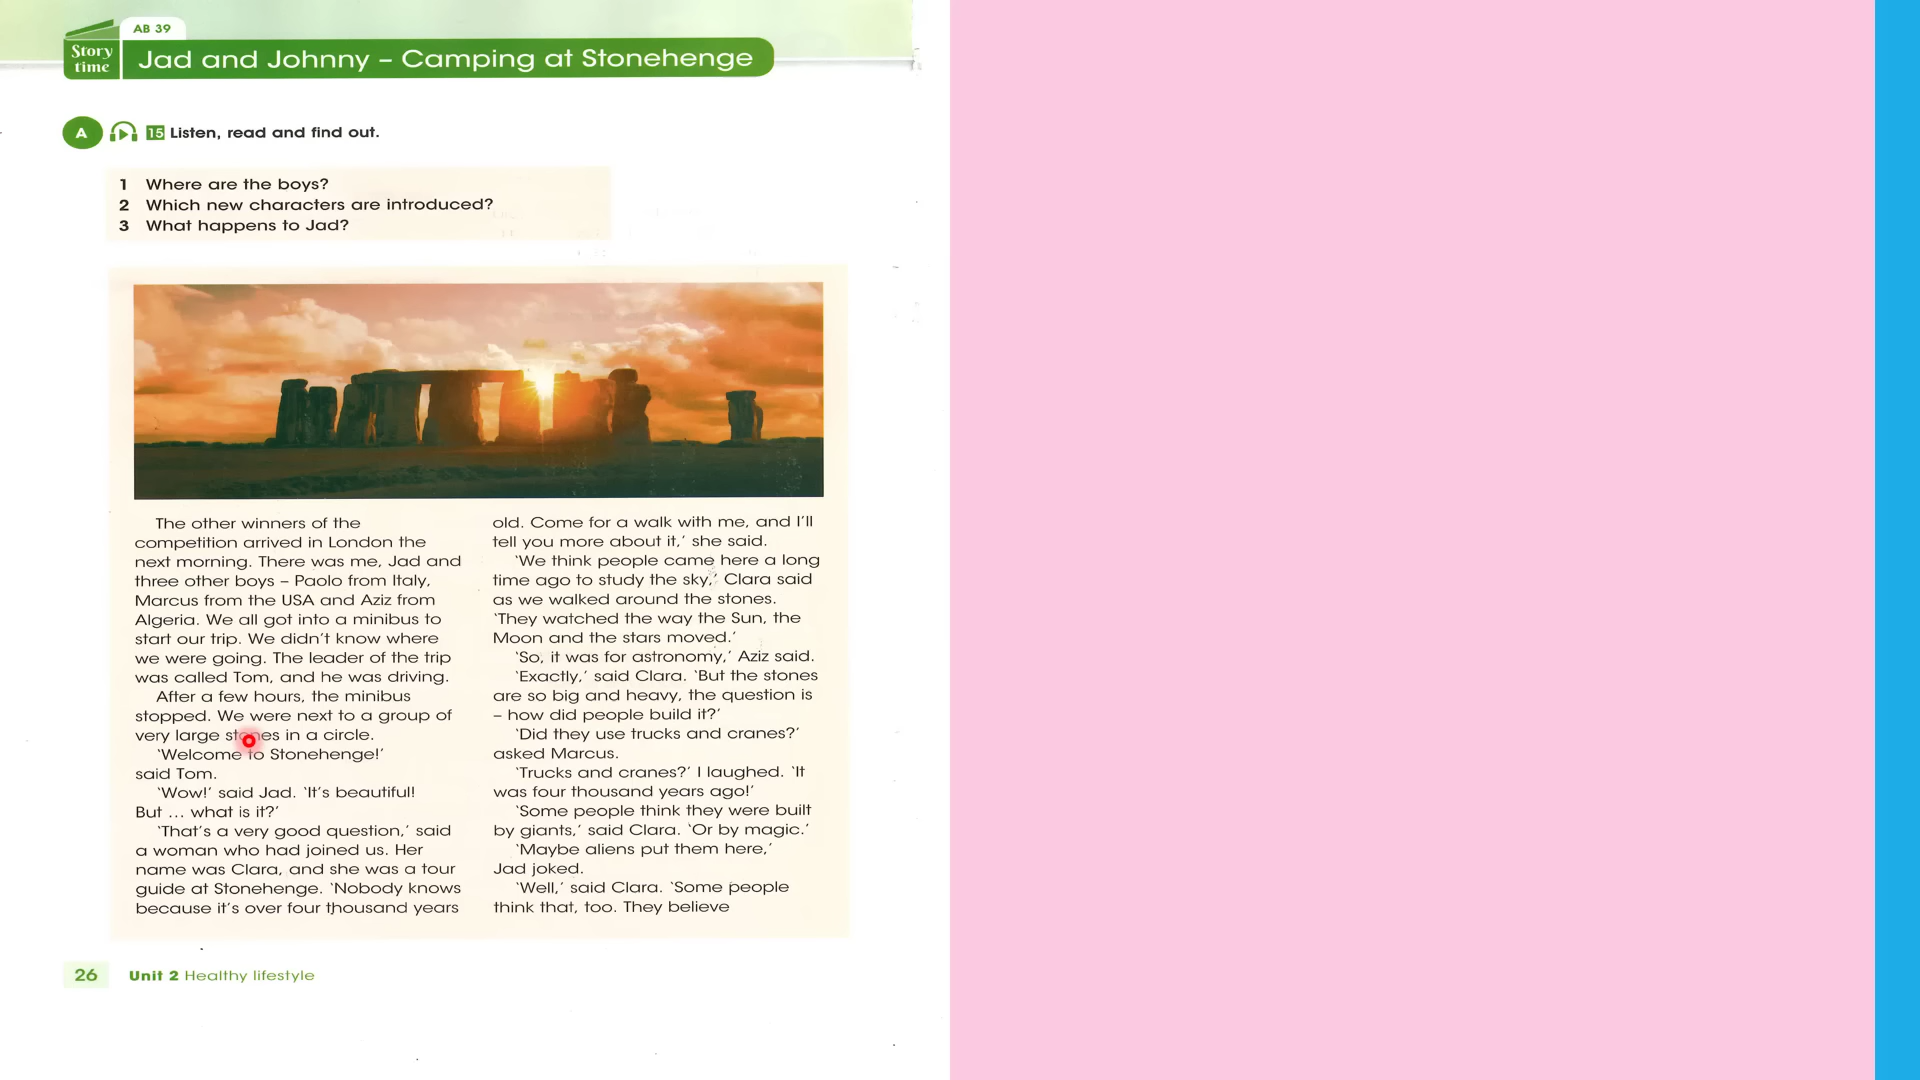 AB 39
Story
time
Jad and Johnny – Camping at Stonehenge
A
15 Listen, read and find out.
1 Where are the boys?
2 Which new characters are introduced?
3 What happens to Jad?
The other winners of the
competition arrived in London the
next morning. There was me, Jad and
three other boys – Paolo from Italy,
Marcus from the USA and Aziz from
Algeria. We all got into a minibus to
start our trip. We didn't know where
we were going. The leader of the trip
was called Tom, and he was driving.
After a few hours, the minibus
stopped. We were next to a group of
very large stones in a circle.
'Welcome to Stonehenge!'
said Tom.
'Wow!' said Jad. 'It's beautiful!
But ... what is it?'
'That's a very good question,' said
a woman who had joined us. Her
name was Clara, and she was a tour
guide at Stonehenge. 'Nobody knows
because it's over four thousand years
old. Come for a walk with me, and I'll
tell you more about it,' she said.
'We think people came here a long
time ago to study the sky,' Clara said
as we walked around the stones.
'They watched the way the Sun, the
Moon and the stars moved.'
'So, it was for astronomy,' Aziz said.
'Exactly,' said Clara. 'But the stones
are so big and heavy, the question is
– how did people build it?'
'Did they use trucks and cranes?'
asked Marcus.
'Trucks and cranes?' I laughed. 'It
was four thousand years ago!'
'Some people think they were built
by giants,' said Clara. 'Or by magic.'
'Maybe aliens put them here,'
Jad joked.
'Well,' said Clara. 'Some people
think that, too. They believe
26 Unit 2 Healthy lifestyle